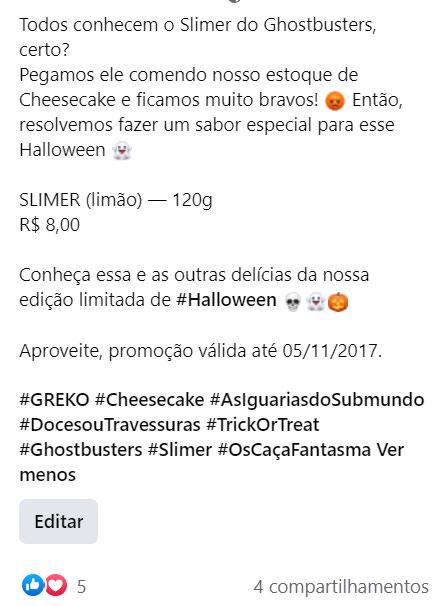 Todos conhecem o Slimer do Ghostbusters,
certo?
Pegamos ele comendo nosso estoque de
Cheesecake e ficamos muito bravos! 😡 Então,
resolvemos fazer um sabor especial para esse
Halloween 👻
SLIMER (limão) — 120g
R$ 8,00
Conheça essa e as outras delícias da nossa
edição limitada de #Halloween 💀👻🎃
Aproveite, promoção válida até 05/11/2017.
#GREKO #Cheesecake #AsIguariasdoSubmundo
#DocesouTravessuras #TrickOrTreat
#Ghostbusters #Slimer #OsCaçaFantasma Ver
menos
Editar
5 4 compartilhamentos